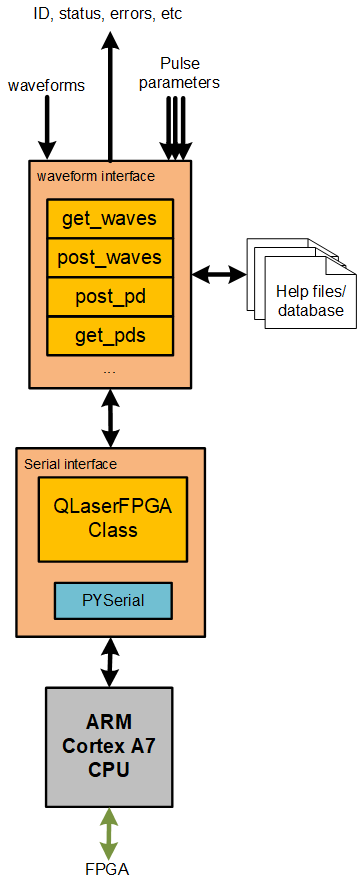 ID, status, errors, etc
waveforms
Pulse
parameters
waveform interface
get_waves
post_waves
post_pd
get_pds
...
Help files/
database
Serial interface
QLaserFPGA
Class
PYSerial
ARM
Cortex A7
CPU
FPGA